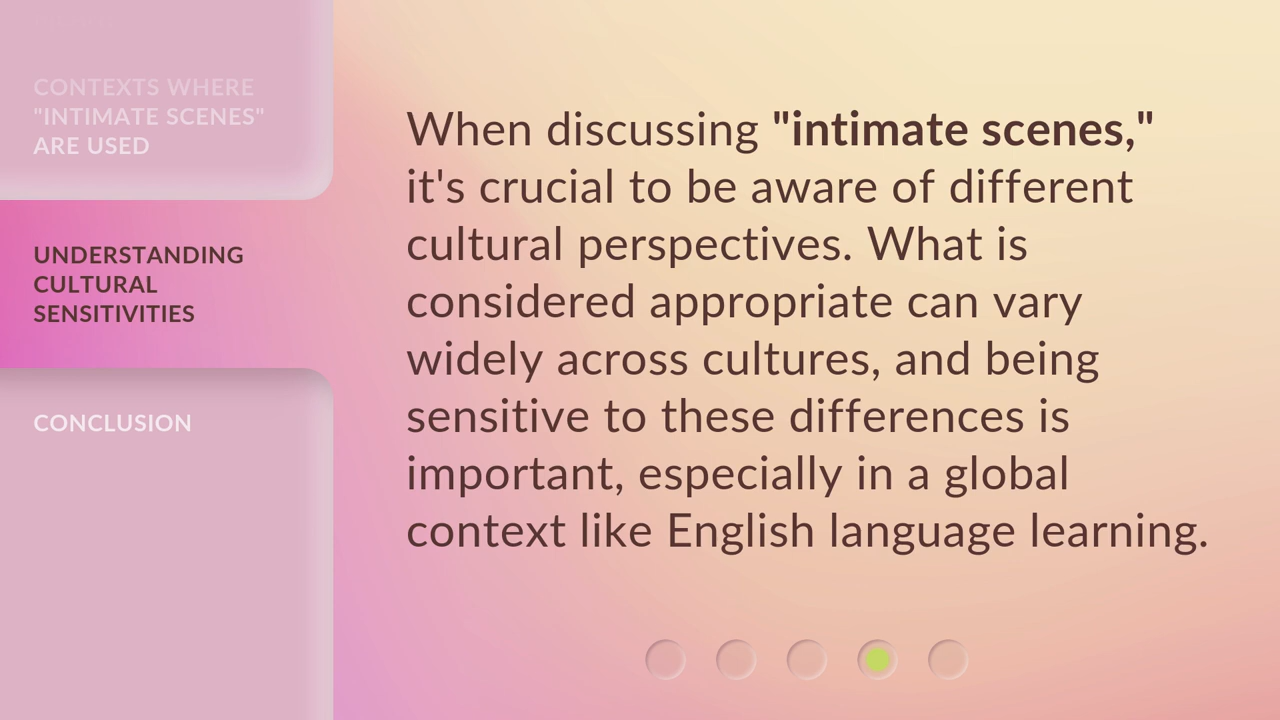 CONTEXTS WHERE
"INTIMATE SCENES"
ARE USED
UNDERSTANDING
CULTURAL
SENSITIVITIES
CONCLUSION
When discussing "intimate scenes,"
it's crucial to be aware of different
cultural perspectives. What is
considered appropriate can vary
widely across cultures, and being
sensitive to these differences is
important, especially in a global
context like English language learning.